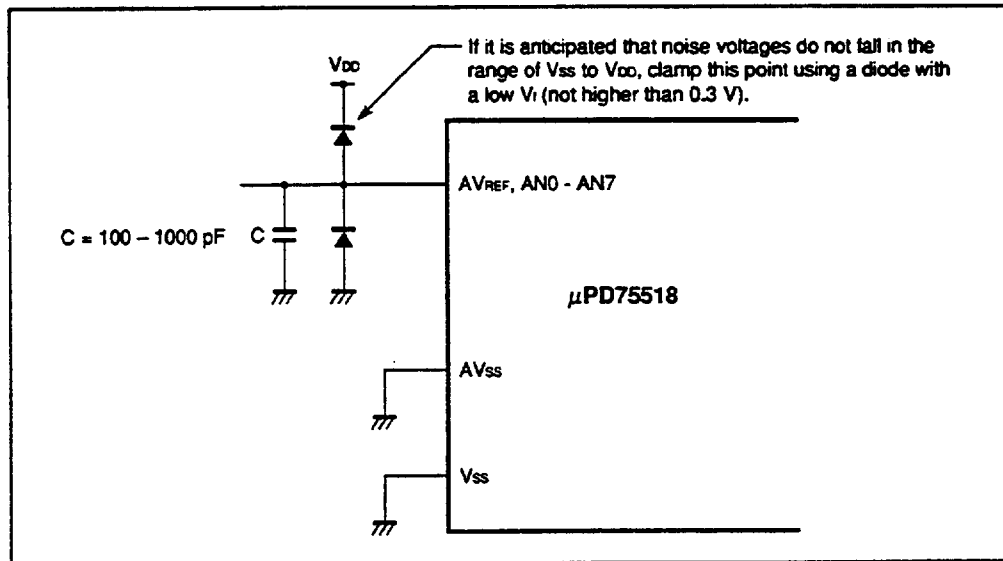 If it is anticipated that noise voltages do not fall in the
range of VSS to VDD, clamp this point using a diode with
a low Vf (not higher than 0.3 V).
VDD
AVREF, AN0 - AN7
C = 100 – 1000 pF
C
μPD75518
AVSS
VSS